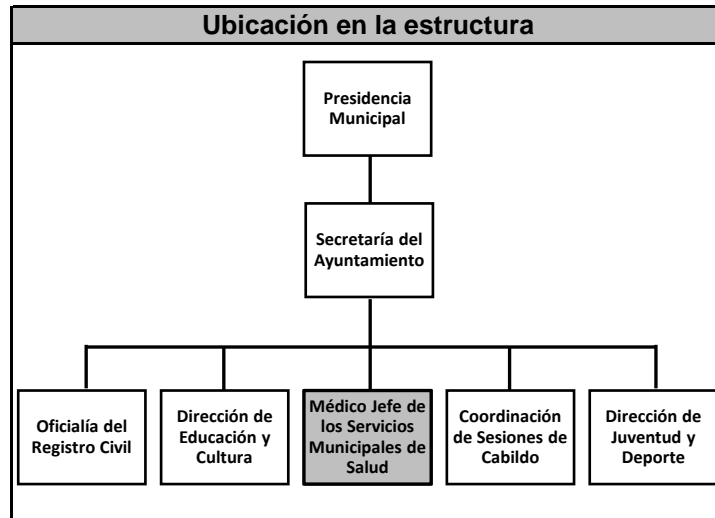 Ubicación en la estructura
Presidencia
Municipal
Secretaría del
Ayuntamiento
Oficialía del
Registro Civil
Dirección de
Educación y
Cultura
Médico Jefe de
los Servicios
Municipales de
Salud
Coordinación
de Sesiones de
Cabildo
Dirección de
Juventud y
Deporte